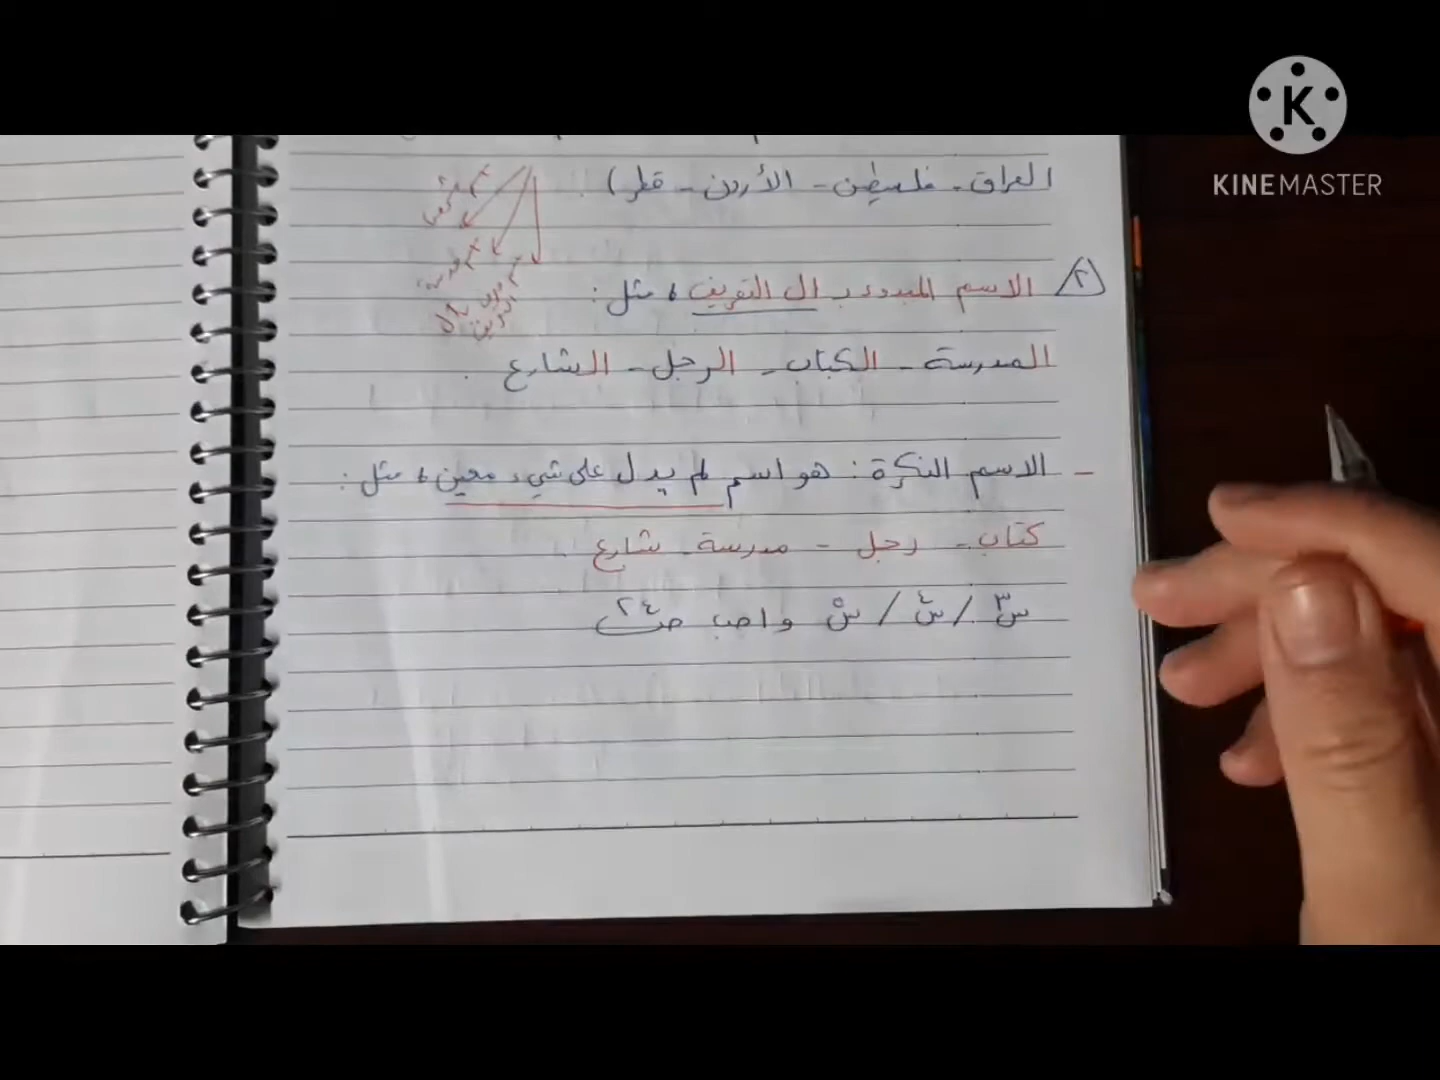 KINEMASTER
العراق - فلسطين - الأردن - قطر) .
٢ الاسم المبدوء بـ ال التعريف ، مثل :
المدرسة - الكتاب - الرجل - الشارع .
- الاسم النكرة : هو اسم لم يدل على شيء معين ، مثل :
كتاب - رجل - مدرسة - شارع .
س٣ / س٤ / س٥ واجب ص٢٤